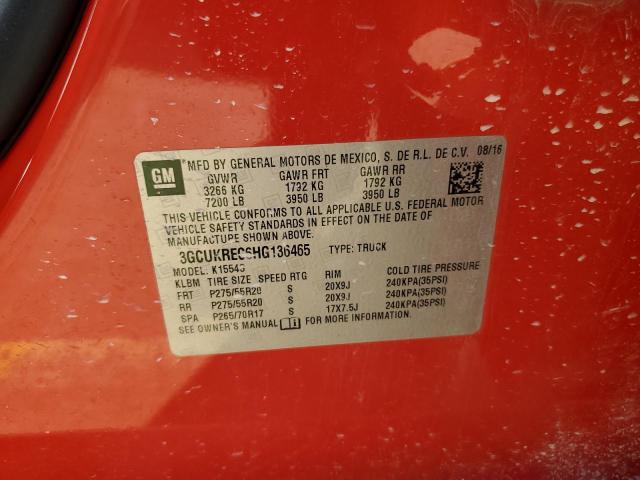 GM
MFD BY GENERAL MOTORS DE MEXICO, S. DE R.L. DE C.V. 08/16
GVWR GAWR FRT GAWR RR
3266 KG 1792 KG 1792 KG
7200 LB 3950 LB 3950 LB
THIS VEHICLE CONFORMS TO ALL APPLICABLE U.S. FEDERAL MOTOR
VEHICLE SAFETY STANDARDS IN EFFECT ON THE DATE OF
MANUFACTURE SHOWN ABOVE.
TYPE: TRUCK
MODEL: K15543
KLBM TIRE SIZE SPEED RTG RIM COLD TIRE PRESSURE
FRT P275/55R20 S 20X9J 240KPA(35PSI)
RR P275/55R20 S 20X9J 240KPA(35PSI)
SPA P265/70R17 S 17X7.5J 240KPA(35PSI)
SEE OWNER'S MANUAL FOR MORE INFORMATION.